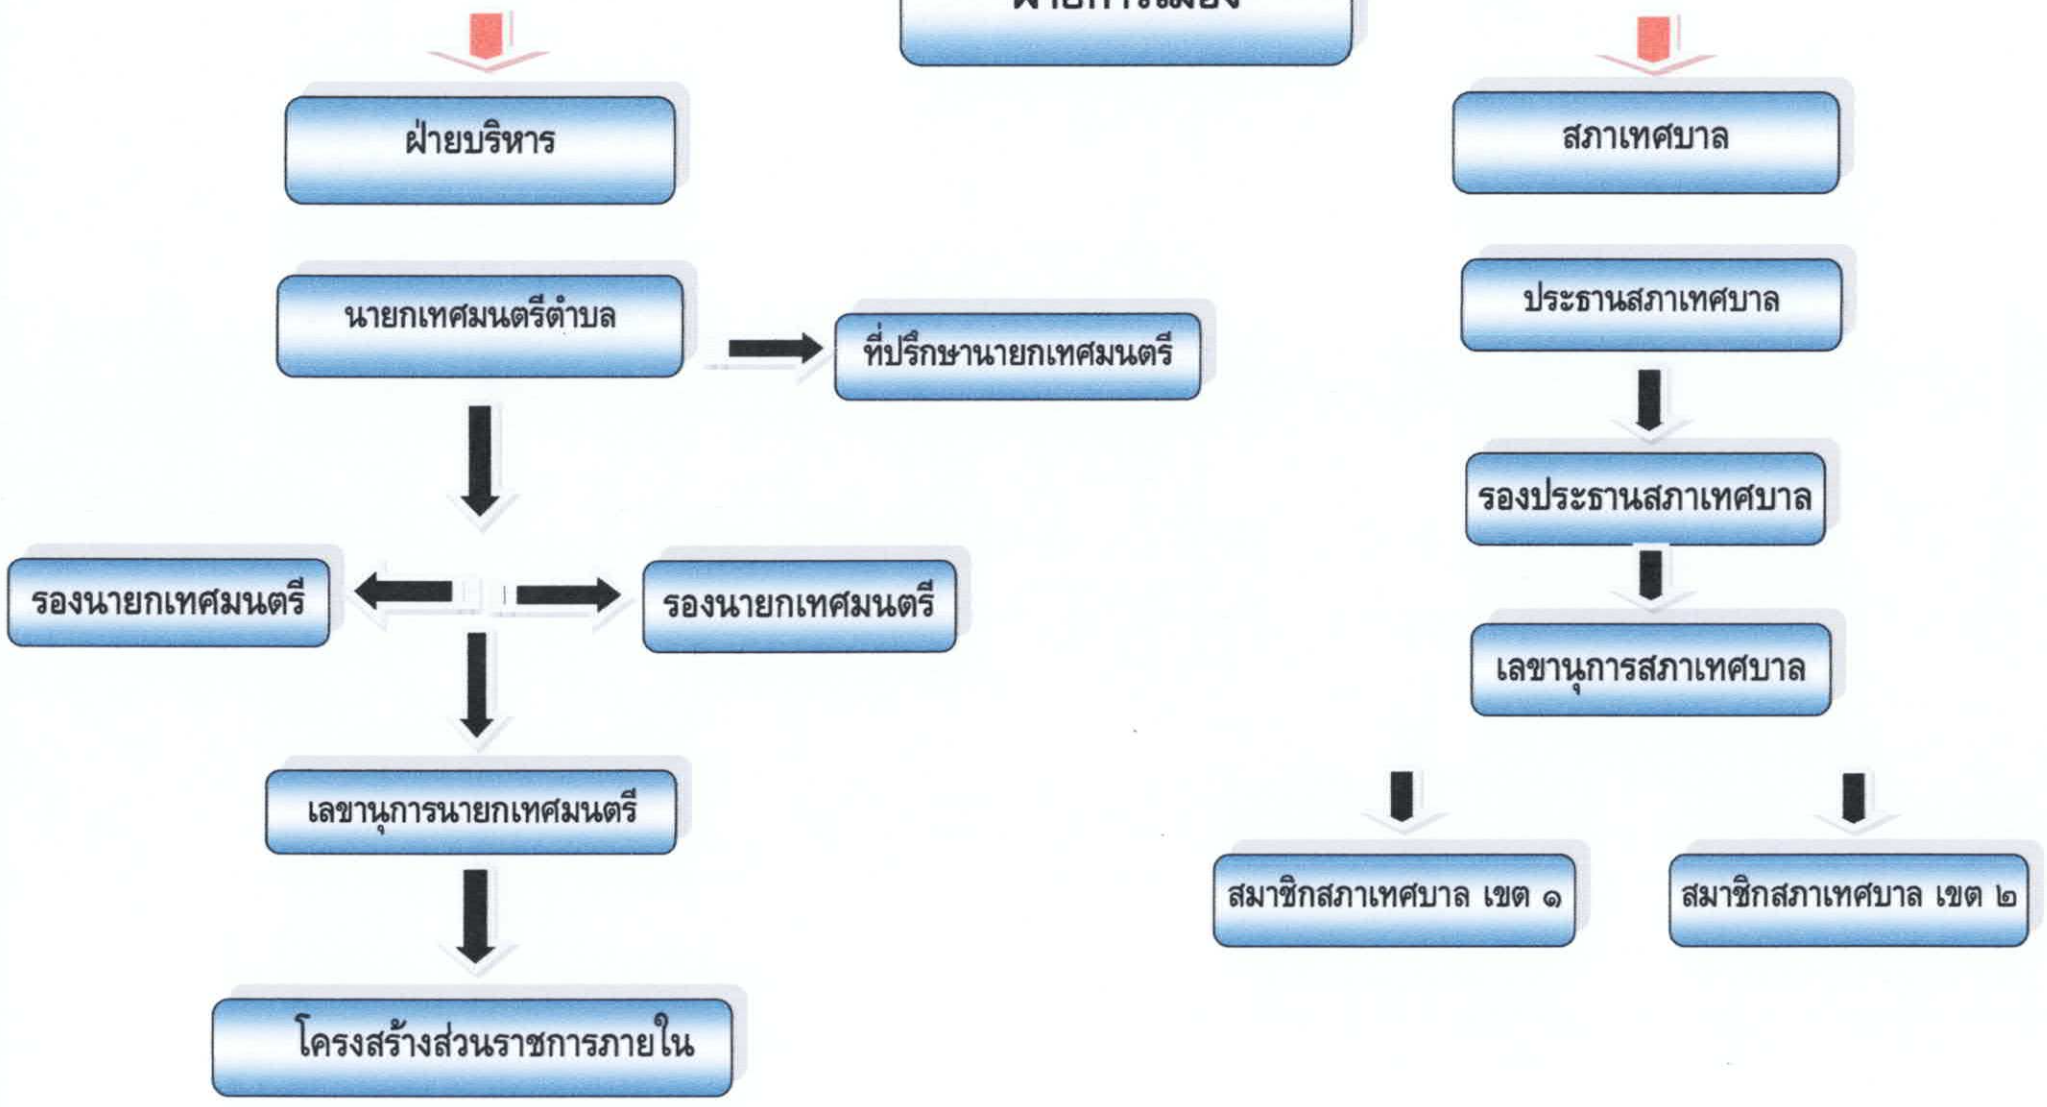 ฝ่ายการเมือง
ฝ่ายบริหาร
สภาเทศบาล
นายกเทศมนตรีตำบล
ที่ปรึกษานายกเทศมนตรี
ประธานสภาเทศบาล
รองประธานสภาเทศบาล
รองนายกเทศมนตรี
รองนายกเทศมนตรี
เลขานุการสภาเทศบาล
เลขานุการนายกเทศมนตรี
สมาชิกสภาเทศบาล เขต ๑
สมาชิกสภาเทศบาล เขต ๒
โครงสร้างส่วนราชการภายใน